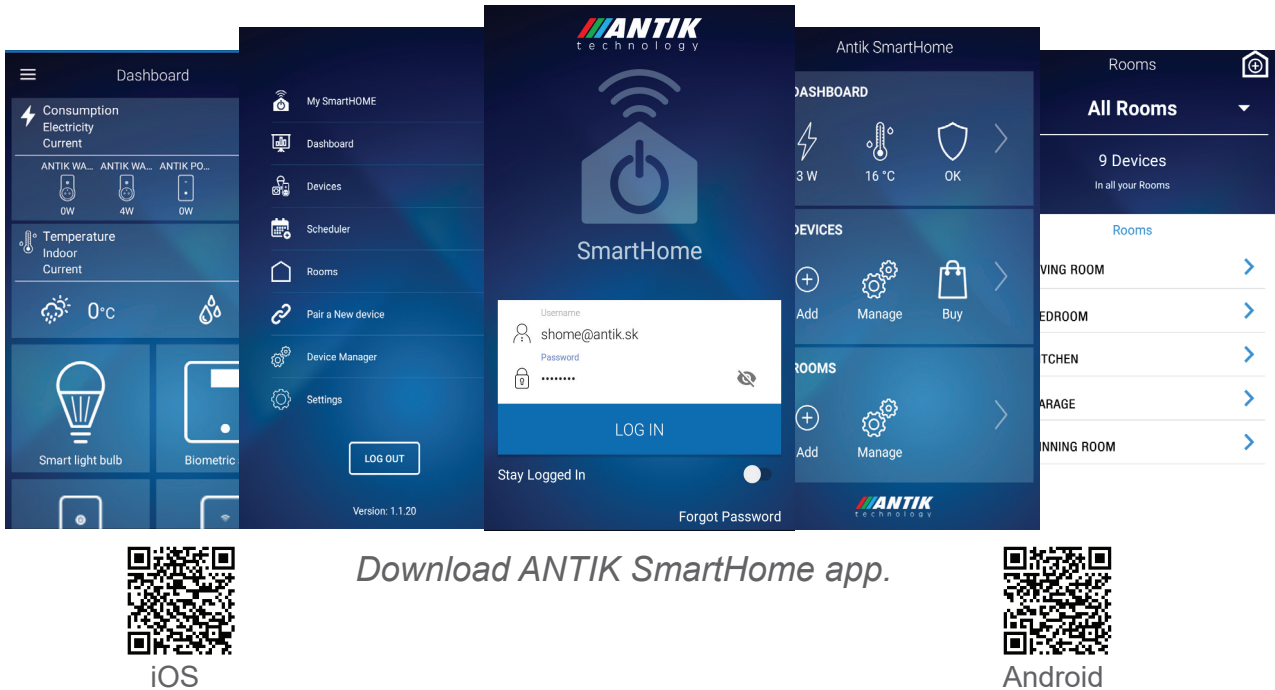 Dashboard
Consumption
Electricity
Current
ANTIK WA... ANTIK WA... ANTIK PO...
0W 4W 0W
Temperature
Indoor
Current
0°C
Smart light bulb
Biometric
My SmartHOME
Dashboard
Devices
Scheduler
Rooms
Pair a New device
Device Manager
Settings
LOG OUT
Version: 1.1.20
ANTIK
technology
SmartHome
Username
shome@antik.sk
Password
••••••••
LOG IN
Stay Logged In
Forgot Password
Antik SmartHome
DASHBOARD
3 W 16 °C OK
DEVICES
Add Manage Buy
ROOMS
Add Manage
ANTIK
technology
Rooms
All Rooms
9 Devices
In all your Rooms
Rooms
VING ROOM
EDROOM
TCHEN
ARAGE
INNING ROOM
Download ANTIK SmartHome app.
iOS
Android